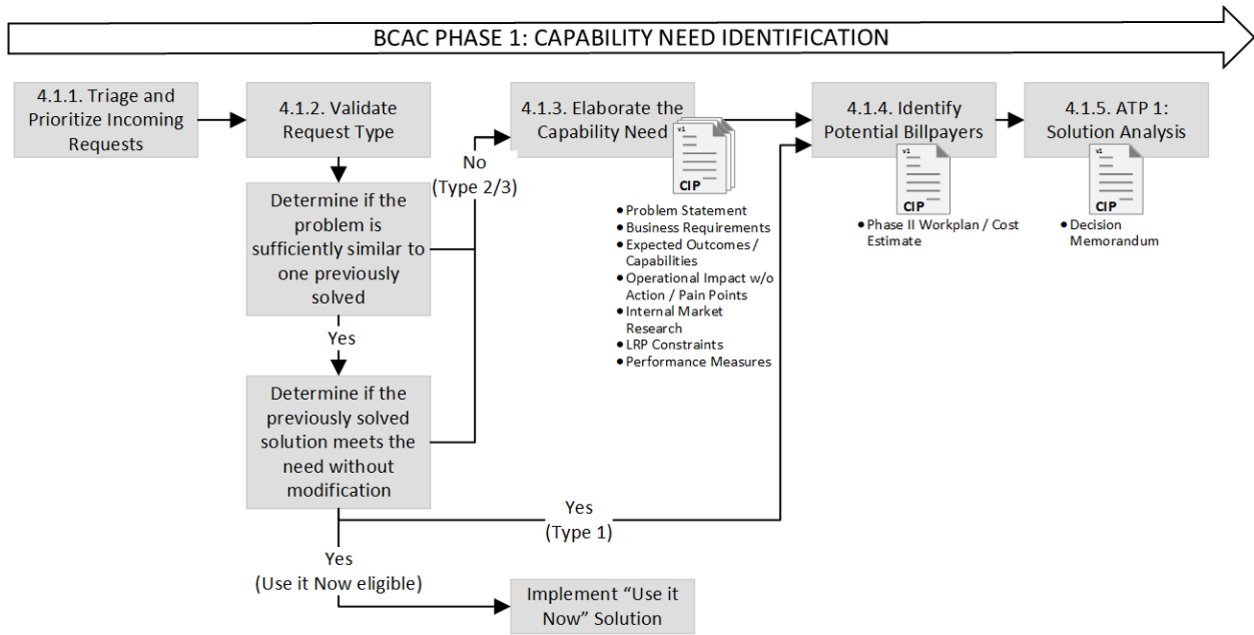 BCAC PHASE 1: CAPABILITY NEED IDENTIFICATION
4.1.1. Triage and
Prioritize Incoming
Requests
4.1.2. Validate
Request Type
4.1.3. Elaborate the
Capability Need
4.1.4. Identify
Potential Billpayers
4.1.5. ATP 1:
Solution Analysis
No
(Type 2/3)
v1
CIP
v1
CIP
v1
CIP
Determine if the
problem is
sufficiently similar to
one previously
solved
• Problem Statement
• Business Requirements
• Expected Outcomes /
Capabilities
• Operational Impact w/o
Action / Pain Points
• Internal Market
Research
• LRP Constraints
• Performance Measures
• Phase II Workplan / Cost
Estimate
• Decision
Memorandum
Yes
Determine if the
previously solved
solution meets the
need without
modification
Yes
(Type 1)
Yes
(Use it Now eligible)
Implement “Use it
Now” Solution